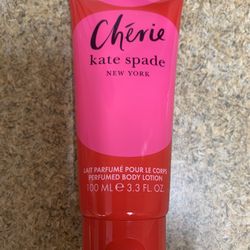 Chérie
kate spade
NEW YORK
LAIT PARFUMÉ POUR LE CORPS
PERFUMED BODY LOTION
100 ML e 3.3 FL. OZ.